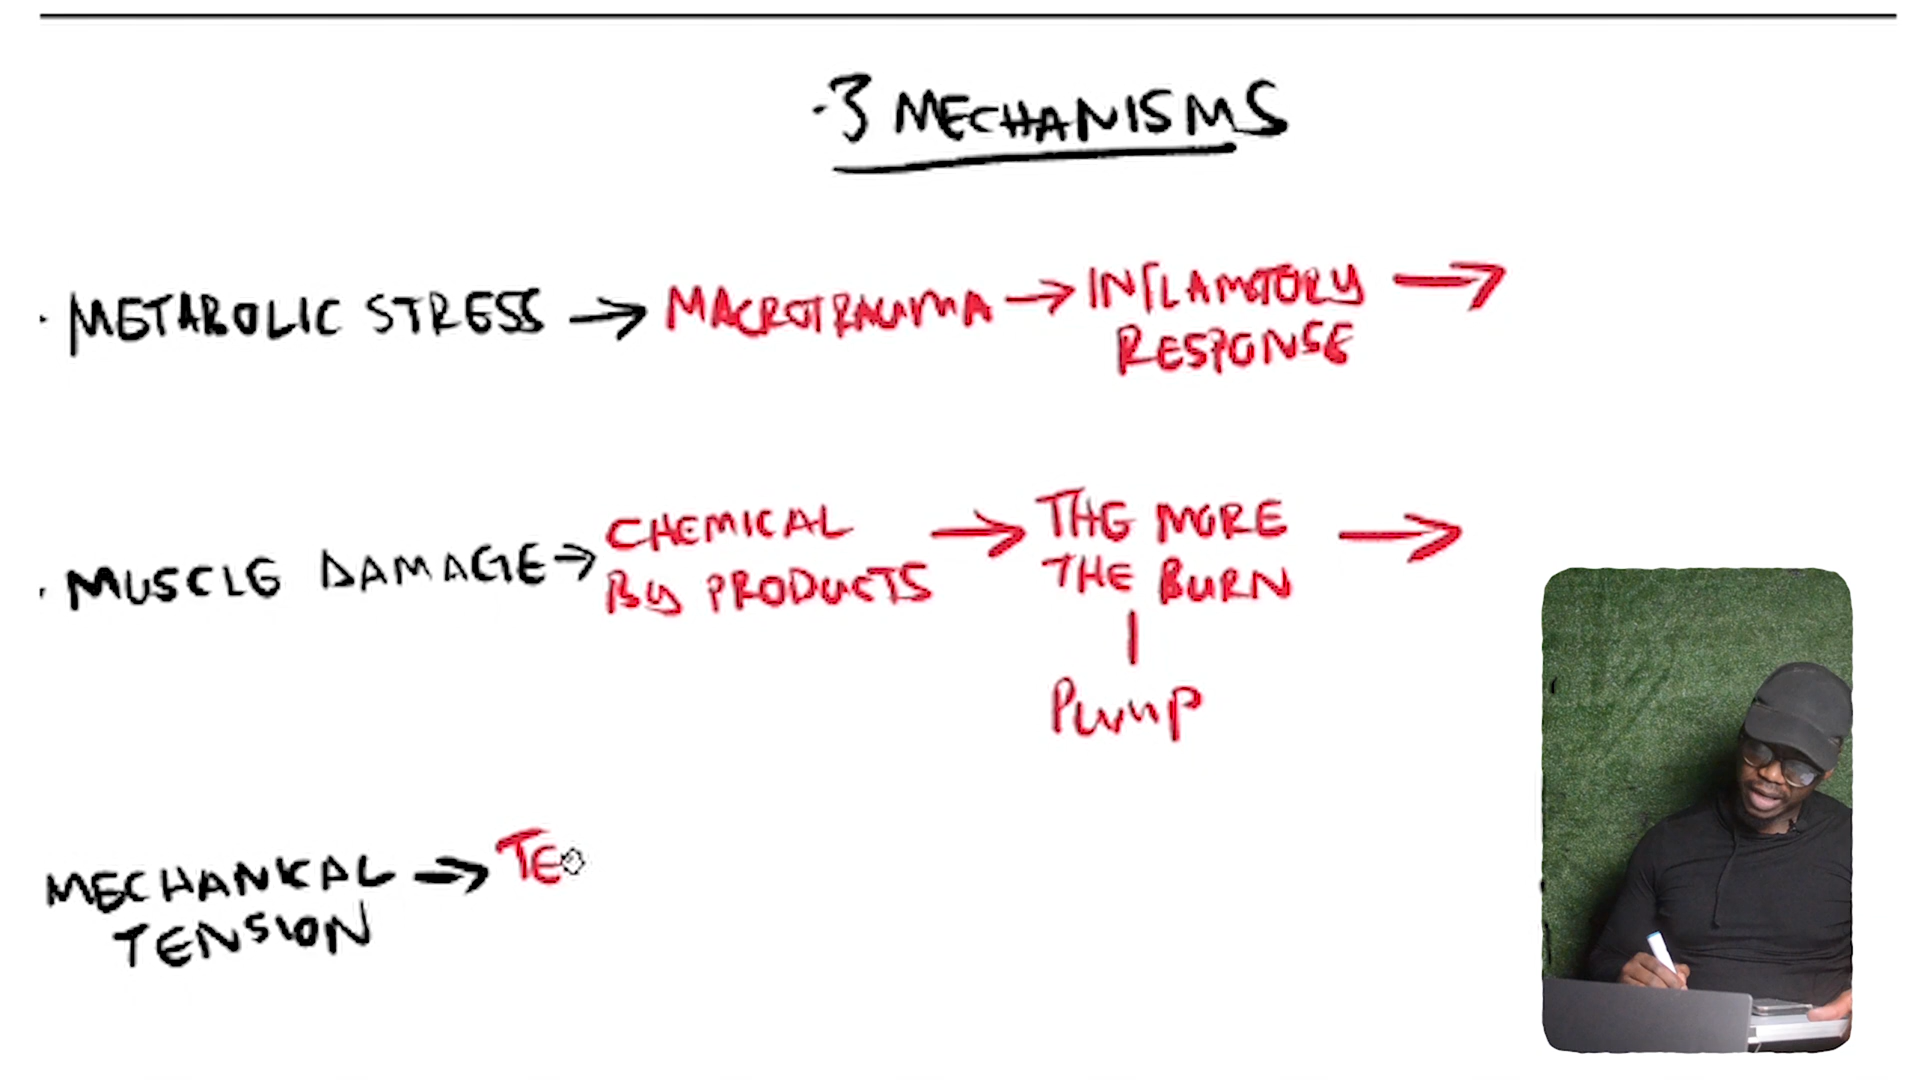 ·3 MECHANISMS
· METABOLIC STRESS → MACROTRAUMA → INFLAMATORY →
RESPONSE
· MUSCLE DAMAGE → CHEMICAL → THE MORE →
BY PRODUCTS THE BURN
PUMP
MECHANICAL → TE
TENSION